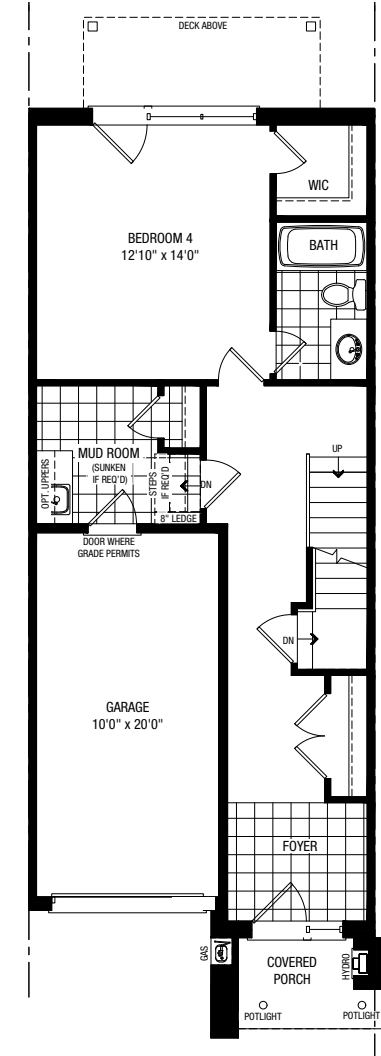 DECK ABOVE
WIC
BEDROOM 4
12'10" x 14'0"
BATH
MUD ROOM
(SUNKEN
IF REQ'D)
OPT. UPPERS
STEPS
IF REQ'D
DN
8" LEDGE
UP
DOOR WHERE
GRADE PERMITS
DN
GARAGE
10'0" x 20'0"
FOYER
GAS
COVERED
PORCH
HYDRO
POTLIGHT
POTLIGHT